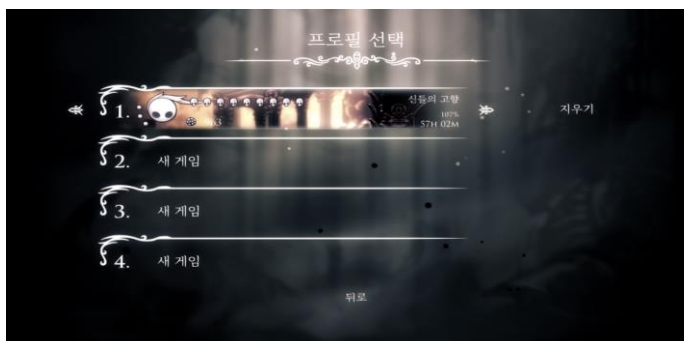 프로필 선택
1.
신들의 고향
107%
57H 02M
지우기
2. 새 게임
3. 새 게임
4. 새 게임
뒤로